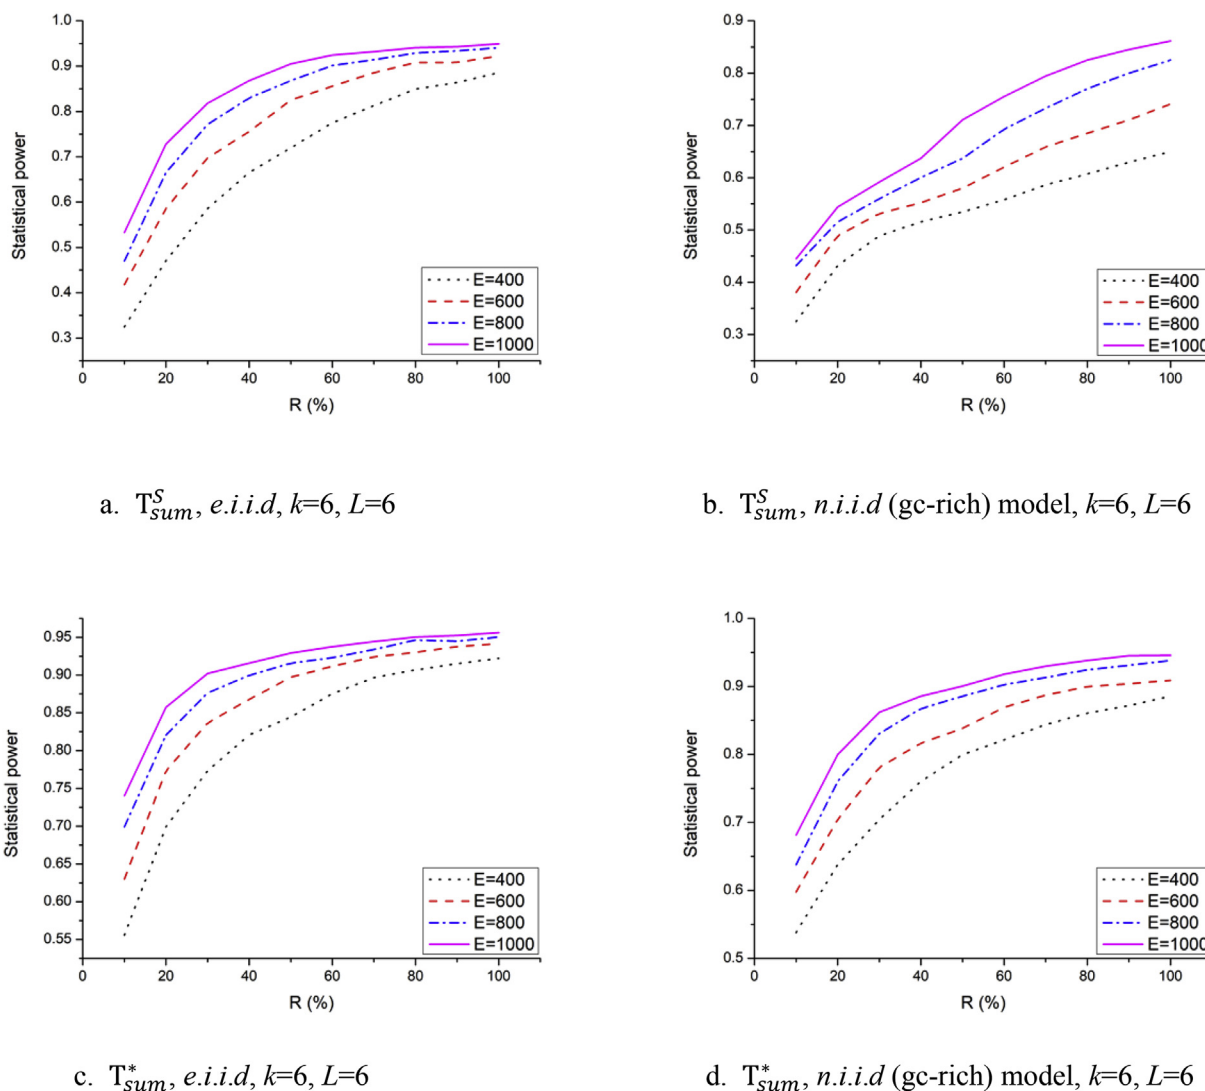 1.0
0.9
0.8
0.7
0.6
0.5
0.4
0.3
Statistical power
0 20 40 60 80 100
R (%)
E=400
E=600
E=800
E=1000
a. T^S_sum, e.i.i.d, k=6, L=6
0.9
0.8
0.7
0.6
0.5
0.4
0.3
Statistical power
0 20 40 60 80 100
R (%)
E=400
E=600
E=800
E=1000
b. T^S_sum, n.i.i.d (gc-rich) model, k=6, L=6
0.95
0.90
0.85
0.80
0.75
0.70
0.65
0.60
0.55
Statistical power
0 20 40 60 80 100
R (%)
E=400
E=600
E=800
E=1000
c. T^*_sum, e.i.i.d, k=6, L=6
1.0
0.9
0.8
0.7
0.6
0.5
Statistical power
0 20 40 60 80 100
R (%)
E=400
E=600
E=800
E=1000
d. T^*_sum, n.i.i.d (gc-rich) model, k=6, L=6